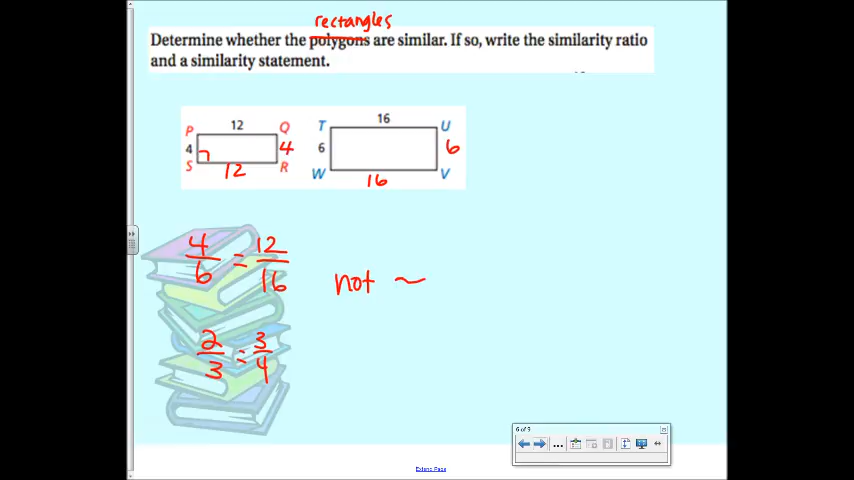 rectangles
Determine whether the polygons are similar. If so, write the similarity ratio
and a similarity statement.
P 12 Q T 16 U
4 4 6 6
S 12 R W 16 V
4/6 = 12/16
not ~
2/3 = 3/4
6 of 9
...
Extend Page